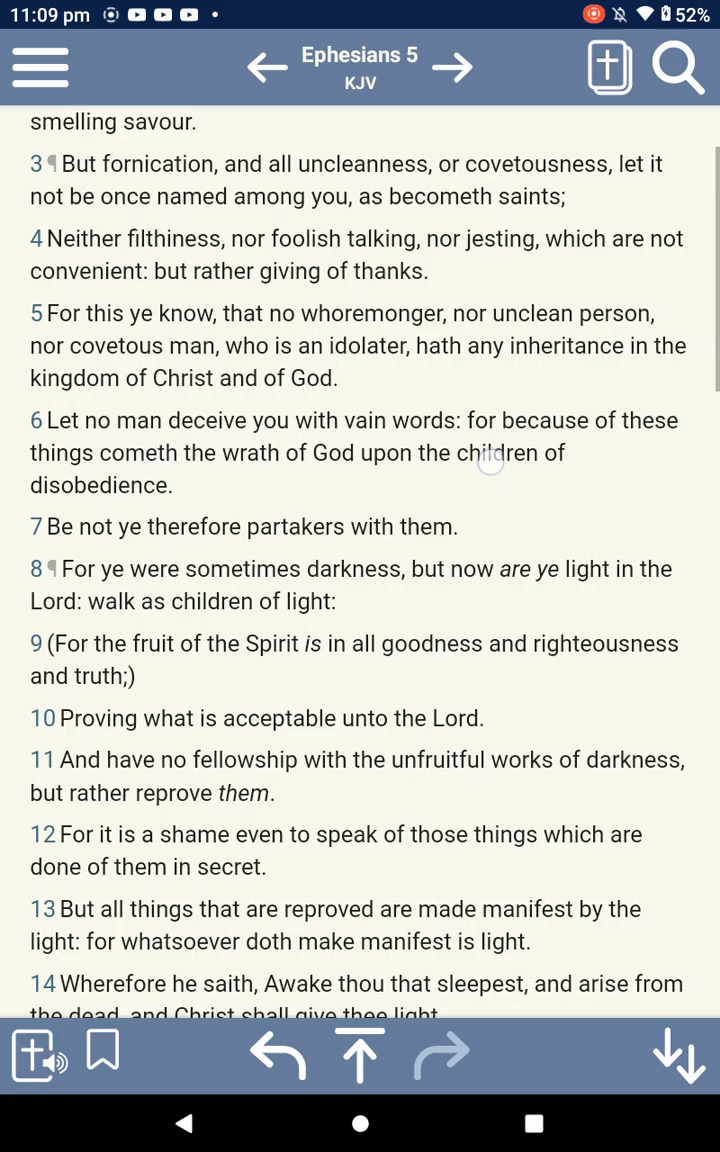 11:09 pm
52%
Ephesians 5
KJV
smelling savour.
3 ¶ But fornication, and all uncleanness, or covetousness, let it
not be once named among you, as becometh saints;
4 Neither filthiness, nor foolish talking, nor jesting, which are not
convenient: but rather giving of thanks.
5 For this ye know, that no whoremonger, nor unclean person,
nor covetous man, who is an idolater, hath any inheritance in the
kingdom of Christ and of God.
6 Let no man deceive you with vain words: for because of these
things cometh the wrath of God upon the children of
disobedience.
7 Be not ye therefore partakers with them.
8 ¶ For ye were sometimes darkness, but now are ye light in the
Lord: walk as children of light:
9 (For the fruit of the Spirit is in all goodness and righteousness
and truth;)
10 Proving what is acceptable unto the Lord.
11 And have no fellowship with the unfruitful works of darkness,
but rather reprove them.
12 For it is a shame even to speak of those things which are
done of them in secret.
13 But all things that are reproved are made manifest by the
light: for whatsoever doth make manifest is light.
14 Wherefore he saith, Awake thou that sleepest, and arise from
the dead, and Christ shall give thee light.